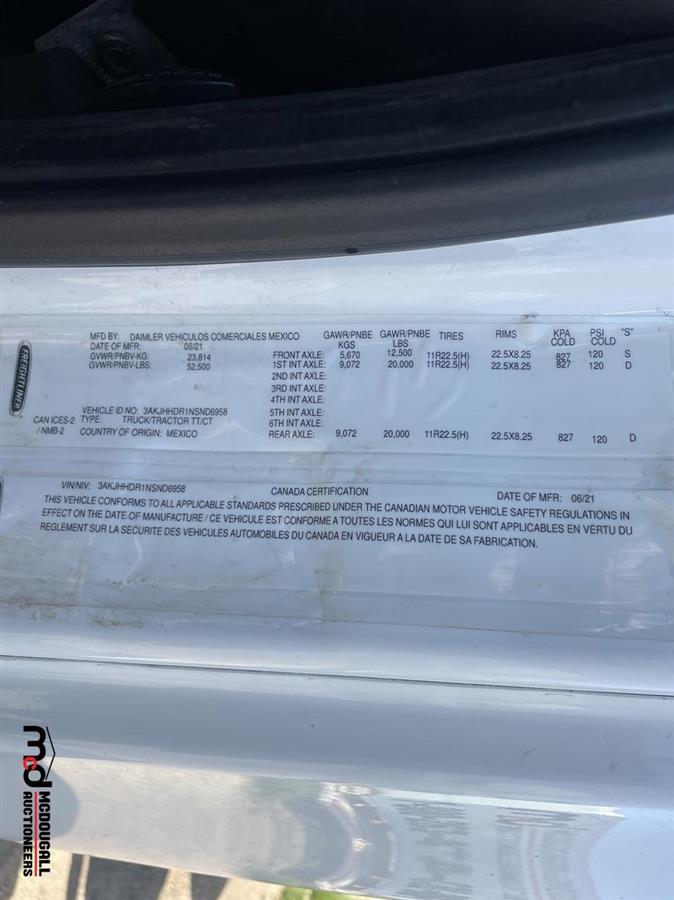 FREIGHTLINER
MFD BY: DAIMLER VEHICULOS COMERCIALES MEXICO
DATE OF MFR: 06/21
GVWR/PNBV-KG: 23,814
GVWR/PNBV-LBS: 52,500
CAN ICES-2 / NMB-2
VEHICLE ID NO: 3AKJHHDR1NSND6958
TYPE: TRUCK/TRACTOR TT/CT
COUNTRY OF ORIGIN: MEXICO
GAWR/PNBE KGS GAWR/PNBE LBS TIRES RIMS KPA COLD PSI COLD "S"
FRONT AXLE: 5,670 12,500 11R22.5(H) 22.5X8.25 827 120 S
1ST INT AXLE: 9,072 20,000 11R22.5(H) 22.5X8.25 827 120 D
2ND INT AXLE:
3RD INT AXLE:
4TH INT AXLE:
5TH INT AXLE:
6TH INT AXLE:
REAR AXLE: 9,072 20,000 11R22.5(H) 22.5X8.25 827 120 D
VIN/NIV: 3AKJHHDR1NSND6958 CANADA CERTIFICATION DATE OF MFR: 06/21
THIS VEHICLE CONFORMS TO ALL APPLICABLE STANDARDS PRESCRIBED UNDER THE CANADIAN MOTOR VEHICLE SAFETY REGULATIONS IN
EFFECT ON THE DATE OF MANUFACTURE / CE VEHICULE EST CONFORME A TOUTES LES NORMES QUI LUI SONT APPLICABLES EN VERTU DU
REGLEMENT SUR LA SECURITE DES VEHICULES AUTOMOBILES DU CANADA EN VIGUEUR A LA DATE DE SA FABRICATION.
mcd
MCDOUGALL
AUCTIONEERS